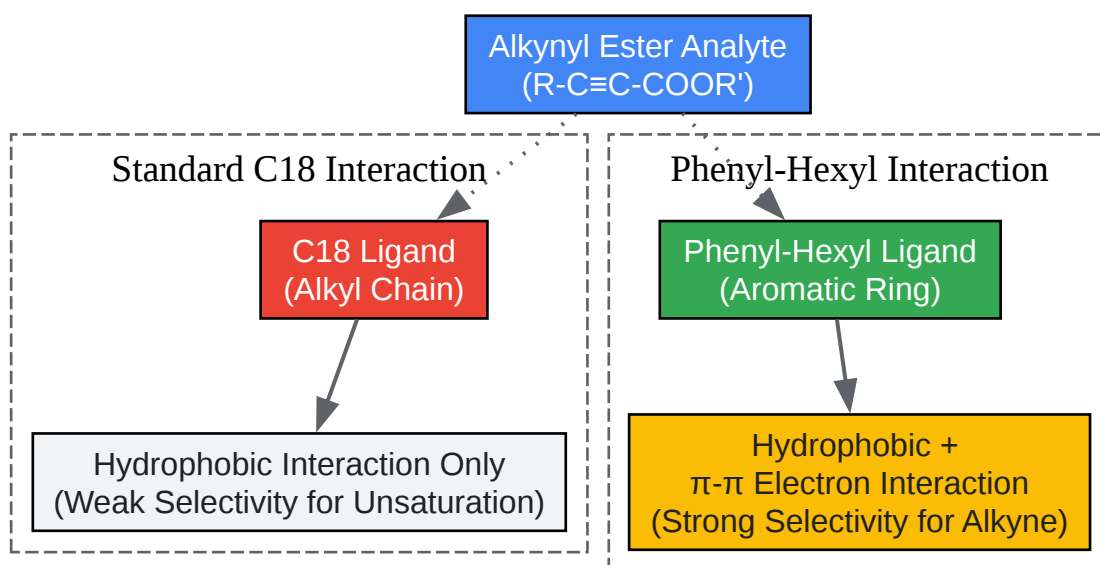 Alkynyl Ester Analyte
(R-C≡C-COOR')
Standard C18 Interaction
Phenyl-Hexyl Interaction
C18 Ligand
(Alkyl Chain)
Phenyl-Hexyl Ligand
(Aromatic Ring)
Hydrophobic Interaction Only
(Weak Selectivity for Unsaturation)
Hydrophobic +
π-π Electron Interaction
(Strong Selectivity for Alkyne)